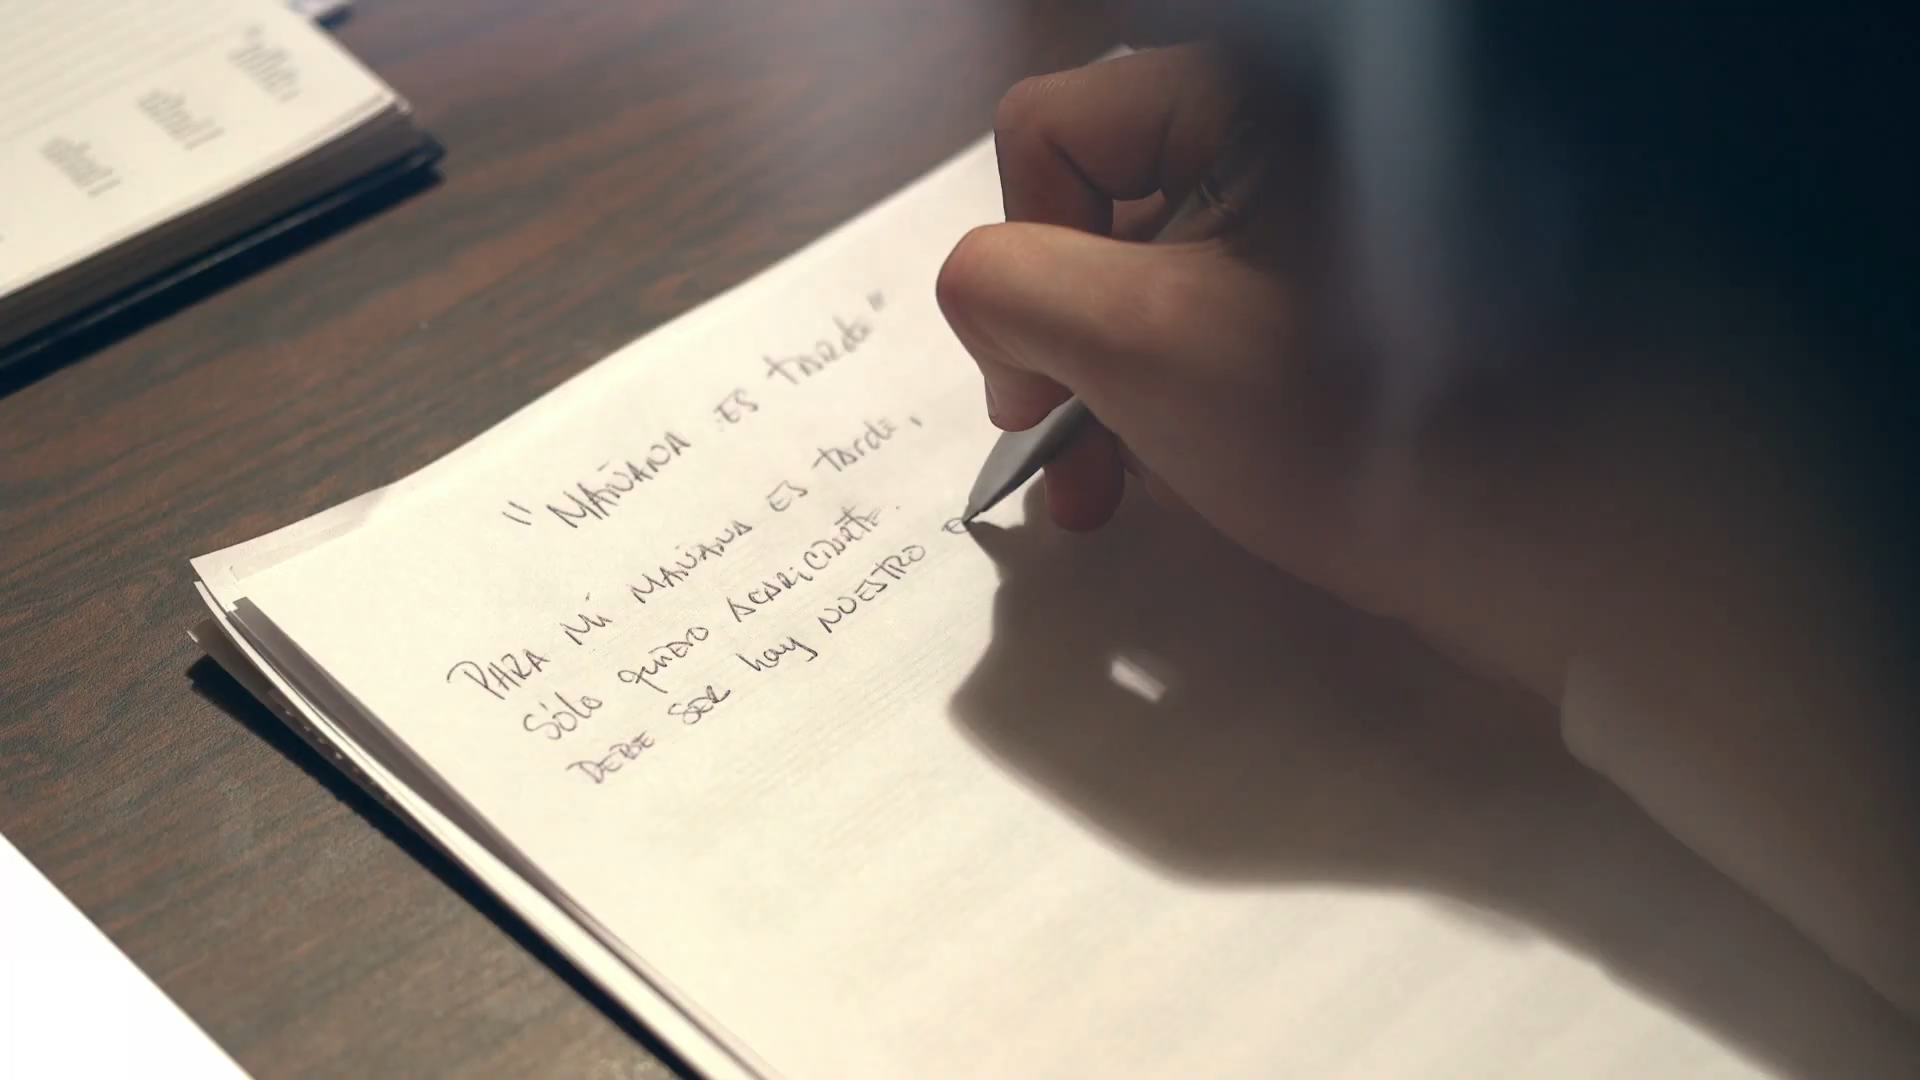 "MAÑANA ES TARde"
PARA MÍ MAÑANA ES tARde,
Sólo quiERO ACARiCIARTE.
DEBE SER hoy NUESTRO E